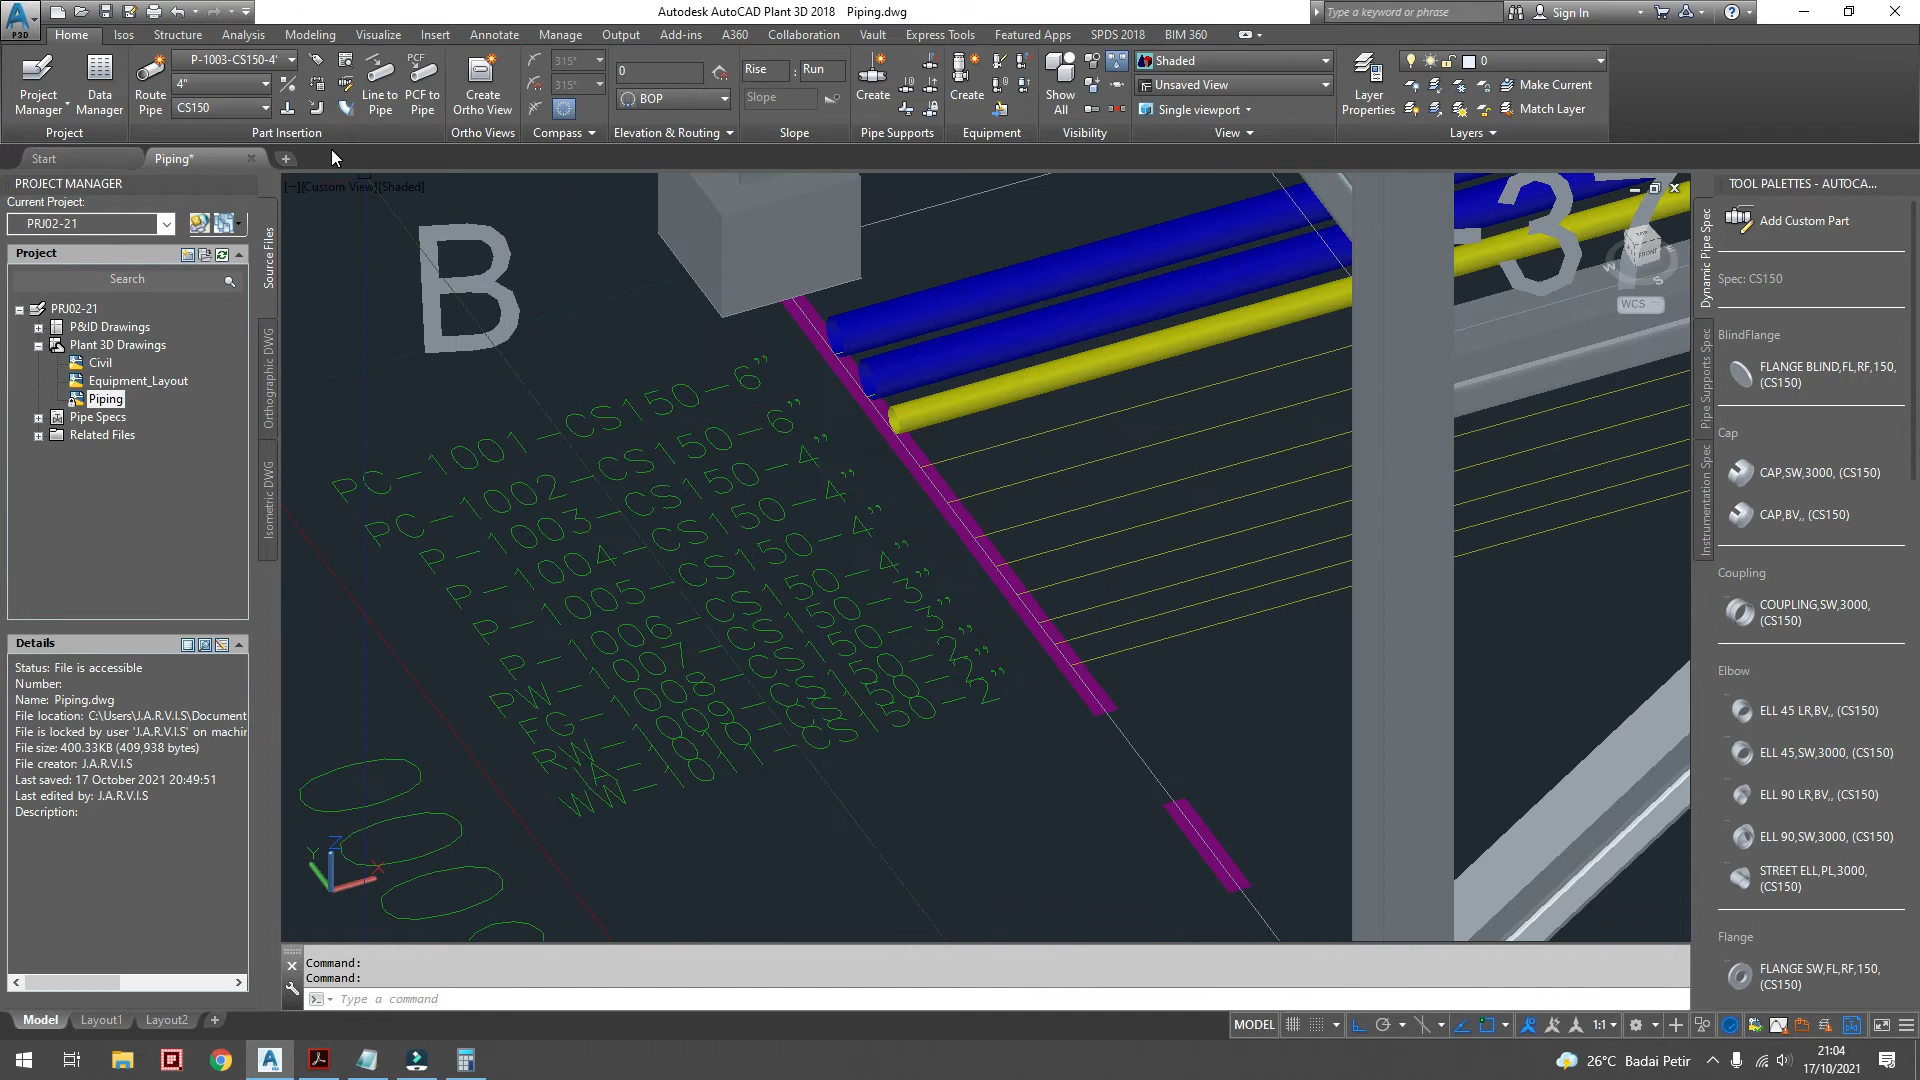 Autodesk AutoCAD Plant 3D 2018 Piping.dwg
Type a keyword or phrase
Sign In
P3D
Home Isos Structure Analysis Modeling Visualize Insert Annotate Manage Output Add-ins A360 Collaboration Vault Express Tools Featured Apps SPDS 2018 BIM 360
Project Manager
Data Manager
Project
Route Pipe
P-1003-CS150-4'
4"
CS150
Line to Pipe
PCF to Pipe
Part Insertion
Create Ortho View
Ortho Views
315°
315°
Compass
0
BOP
Elevation & Routing
Rise : Run
Slope
Slope
Create
Pipe Supports
Create
Equipment
Show All
Visibility
Shaded
Unsaved View
Single viewport
View
Layer Properties
0
Make Current
Match Layer
Layers
Start
Piping*
PROJECT MANAGER
Current Project:
PRJ02-21
Project
Search
PRJ02-21
P&ID Drawings
Plant 3D Drawings
Civil
Equipment_Layout
Piping
Pipe Specs
Related Files
Source Files
Orthographic DWG
Isometric DWG
Details
Status: File is accessible
Number:
Name: Piping.dwg
File location: C:\Users\J.A.R.V.I.S\Document
File is locked by user 'J.A.R.V.I.S' on machin
File size: 400.33KB (409,938 bytes)
File creator: J.A.R.V.I.S
Last saved: 17 October 2021 20:49:51
Last edited by: J.A.R.V.I.S
Description:
[−][Custom View][Shaded]
B
PC-1001-CS150-6"
PC-1002-CS150-6"
P-1003-CS150-4"
P-1004-CS150-4"
P-1005-CS150-4"
P-1006-CS150-4"
TOP
FRONT
W
S
E
WCS
X
Y
Z
Command:
Command:
Type a command
TOOL PALETTES - AUTOCA...
Dynamic Pipe Spec
Pipe Supports Spec
Instrumentation Spec
Add Custom Part
Spec: CS150
BlindFlange
FLANGE BLIND,FL,RF,150, (CS150)
Cap
CAP,SW,3000, (CS150)
CAP,BV,, (CS150)
Coupling
COUPLING,SW,3000, (CS150)
Elbow
ELL 45 LR,BV,, (CS150)
ELL 45,SW,3000, (CS150)
ELL 90 LR,BV,, (CS150)
ELL 90,SW,3000, (CS150)
STREET ELL,PL,3000, (CS150)
Flange
FLANGE SW,FL,RF,150, (CS150)
Model Layout1 Layout2
MODEL
1:1
26°C Badai Petir
21:04
17/10/2021